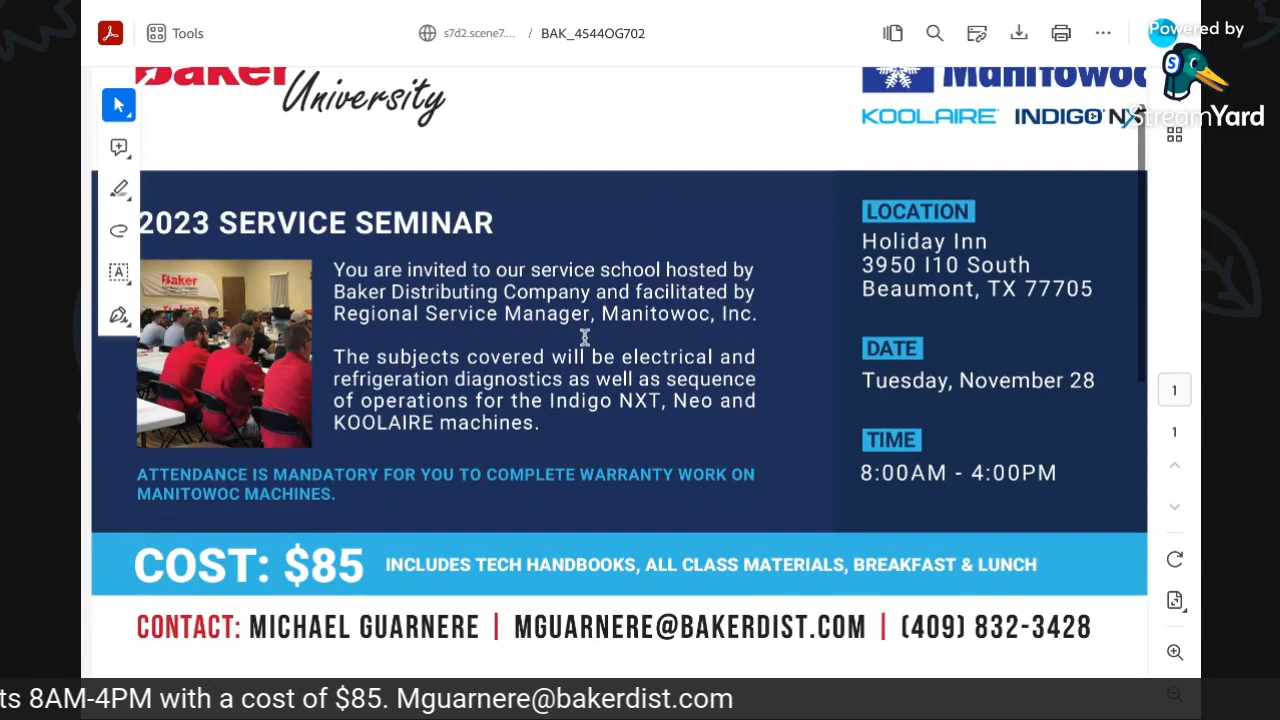 Tools
s7d2.scene7.... / BAK_4544OG702
Powered by
StreamYard
Baker
University
Manitowoc
KOOLAIRE INDIGO NX
2023 SERVICE SEMINAR
You are invited to our service school hosted by
Baker Distributing Company and facilitated by
Regional Service Manager, Manitowoc, Inc.
The subjects covered will be electrical and
refrigeration diagnostics as well as sequence
of operations for the Indigo NXT, Neo and
KOOLAIRE machines.
ATTENDANCE IS MANDATORY FOR YOU TO COMPLETE WARRANTY WORK ON
MANITOWOC MACHINES.
LOCATION
Holiday Inn
3950 I10 South
Beaumont, TX 77705
DATE
Tuesday, November 28
TIME
8:00AM - 4:00PM
1
1
COST: $85 INCLUDES TECH HANDBOOKS, ALL CLASS MATERIALS, BREAKFAST & LUNCH
CONTACT: MICHAEL GUARNERE | MGUARNERE@BAKERDIST.COM | (409) 832-3428
ts 8AM-4PM with a cost of $85. Mguarnere@bakerdist.com